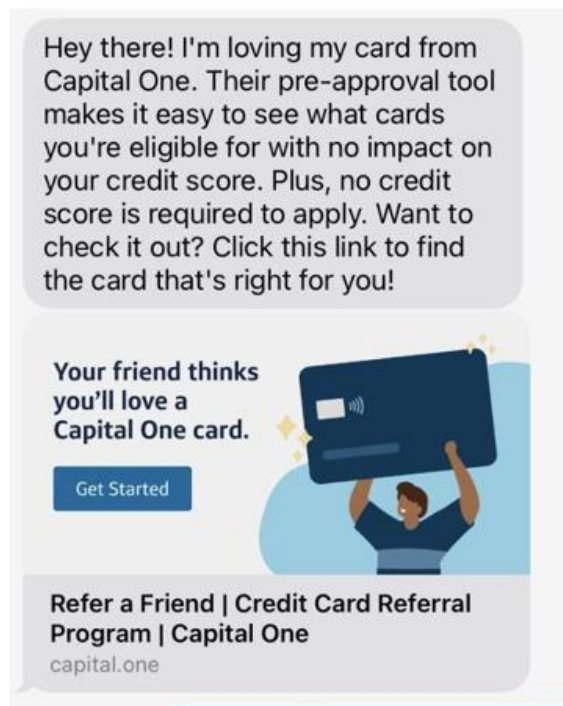 Hey there! I'm loving my card from
Capital One. Their pre-approval tool
makes it easy to see what cards
you're eligible for with no impact on
your credit score. Plus, no credit
score is required to apply. Want to
check it out? Click this link to find
the card that's right for you!
Your friend thinks
you'll love a
Capital One card.
Get Started
Refer a Friend | Credit Card Referral
Program | Capital One
capital.one